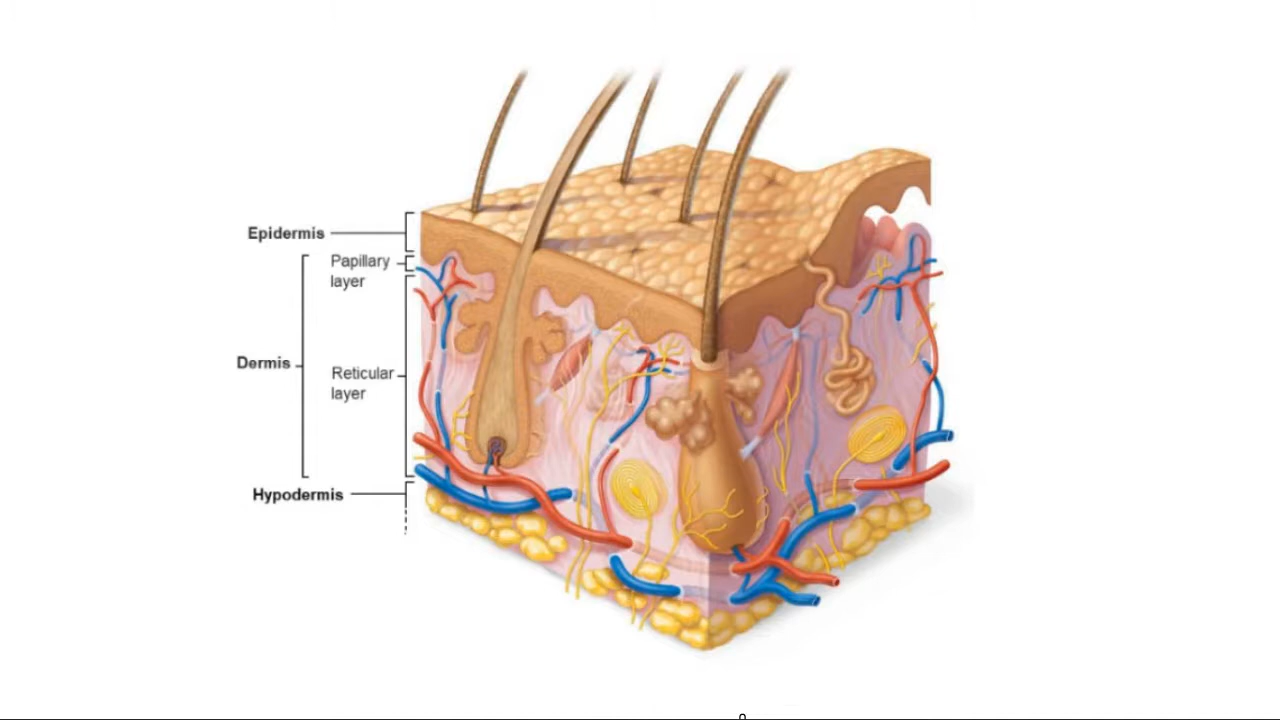 Epidermis
Papillary
layer
Dermis
Reticular
layer
Hypodermis